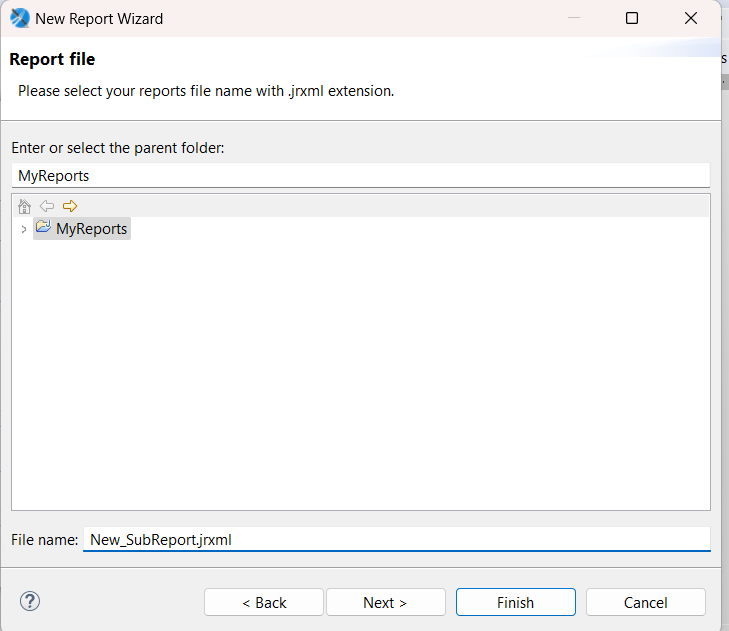 New Report Wizard
Report file
Please select your reports file name with .jrxml extension.
Enter or select the parent folder:
MyReports
MyReports
File name: New_SubReport.jrxml
? < Back Next > Finish Cancel